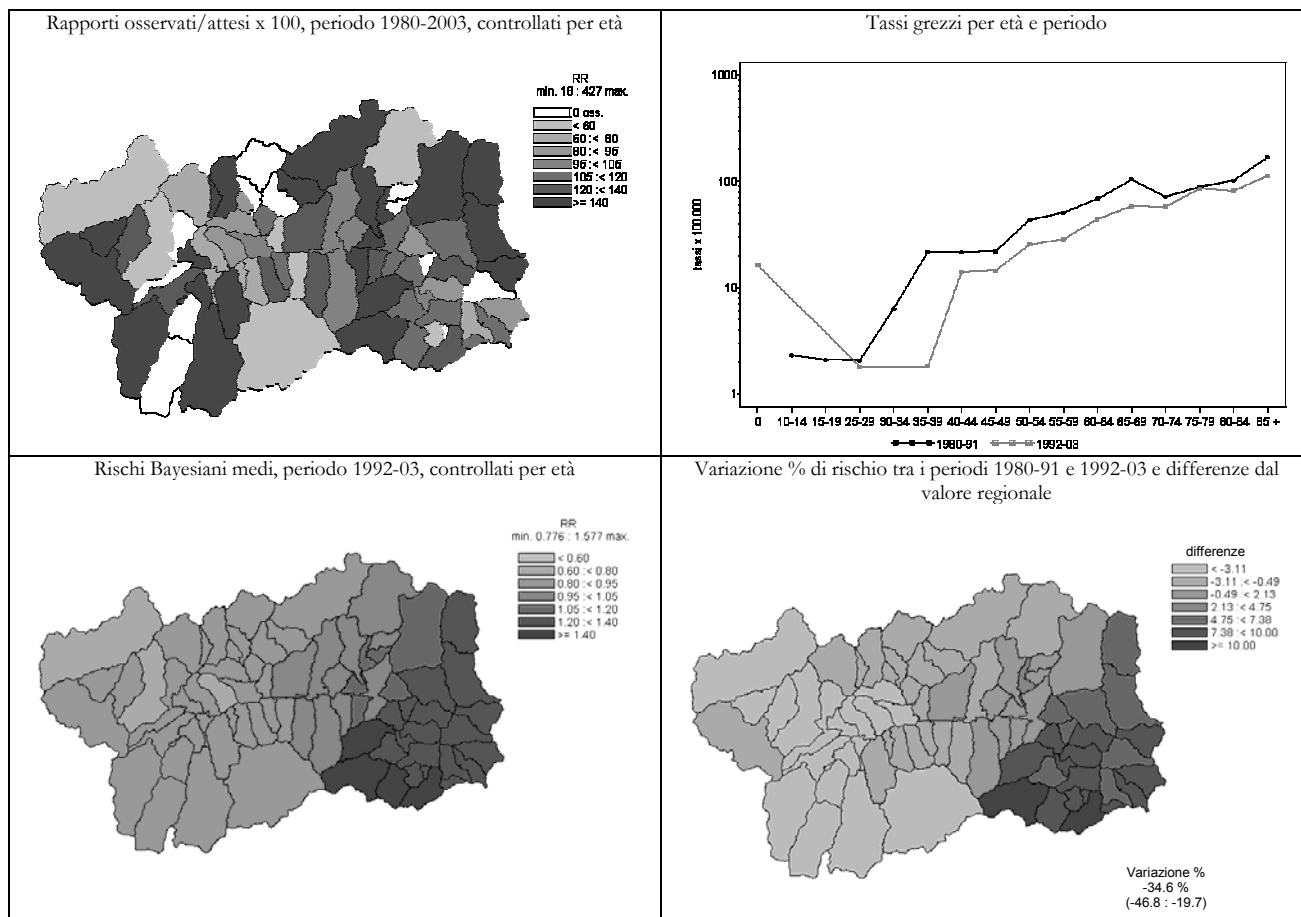 Rapporti osservati/attesi x 100, periodo 1980-2003, controllati per età
RR
min. 16 : 427 max.
0 oss.
< 60
60 :< 80
80 :< 95
95 :< 105
105 :< 120
120 :< 140
>= 140
Tassi grezzi per età e periodo
1000
100
10
1
tassi x 100.000
0 10-14 15-19 25-29 30-34 35-39 40-44 45-49 50-54 55-59 60-64 65-69 70-74 75-79 80-84 85 +
1980-91 1992-03
Rischi Bayesiani medi, periodo 1992-03, controllati per età
RR
min. 0.776 : 1.577 max.
< 0.60
0.60 :< 0.80
0.80 :< 0.95
0.95 :< 1.05
1.05 :< 1.20
1.20 :< 1.40
>= 1.40
Variazione % di rischio tra i periodi 1980-91 e 1992-03 e differenze dal
valore regionale
differenze
< -3.11
-3.11 :< -0.49
-0.49 :< 2.13
2.13 :< 4.75
4.75 :< 7.38
7.38 :< 10.00
>= 10.00
Variazione %
-34.6 %
(-46.8 : -19.7)